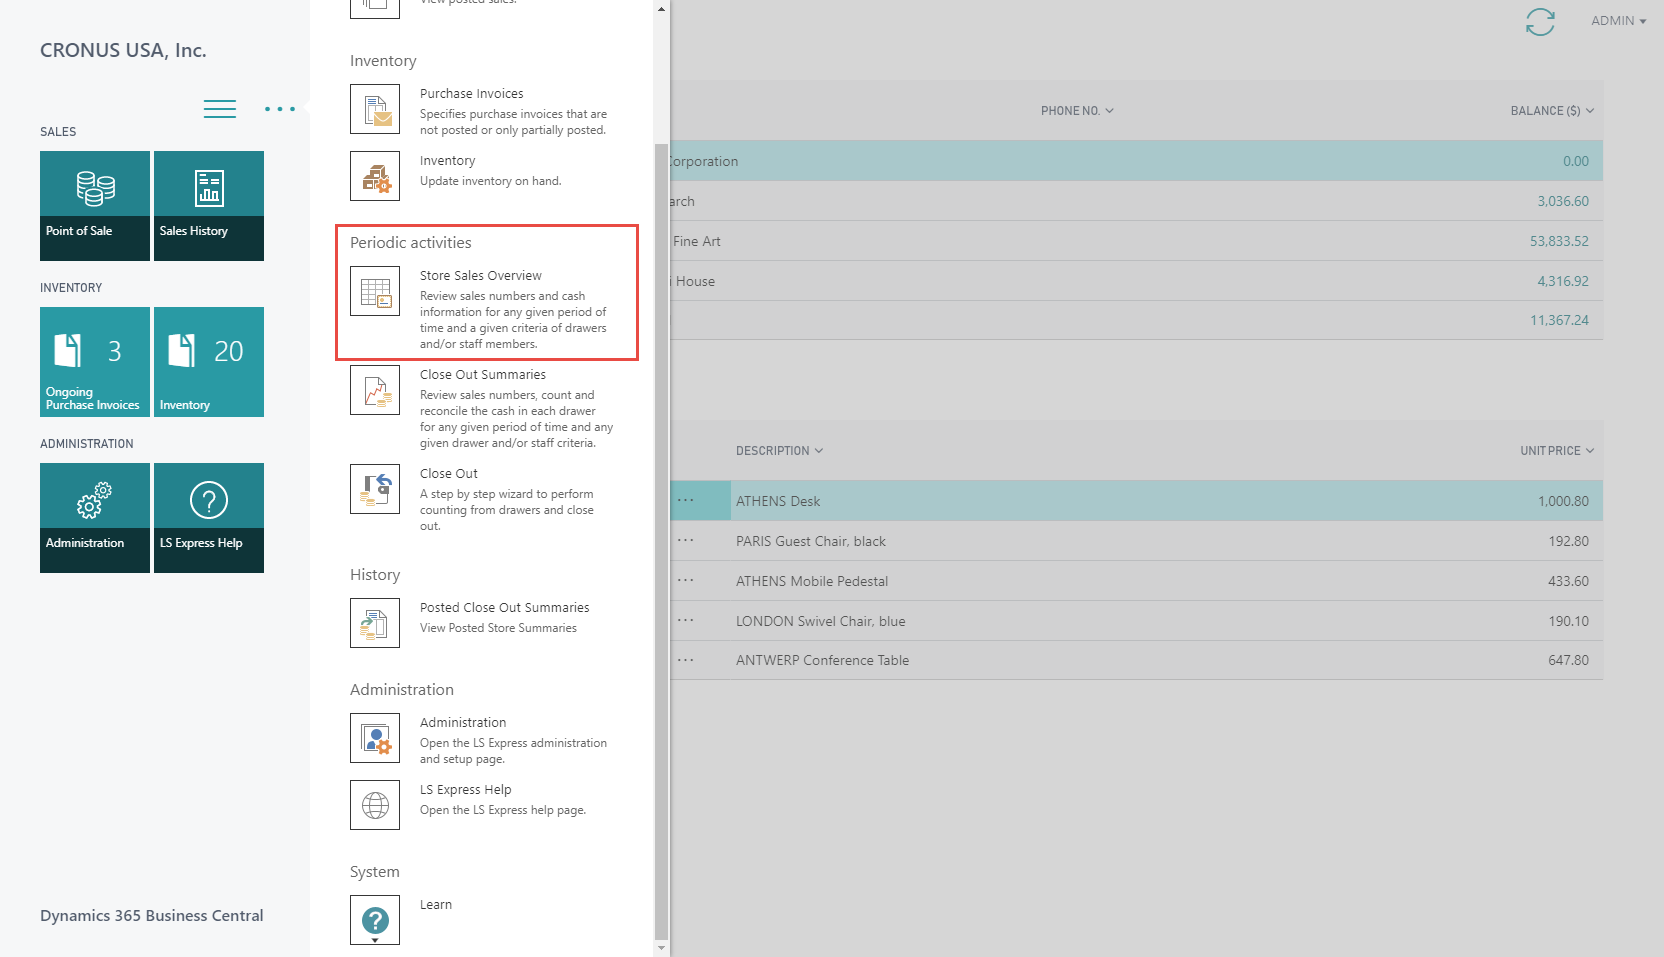 CRONUS USA, Inc.
SALES
Point of Sale
Sales History
INVENTORY
3
Ongoing
Purchase Invoices
20
Inventory
ADMINISTRATION
Administration
?
LS Express Help
Dynamics 365 Business Central
Inventory
Purchase Invoices
Specifies purchase invoices that are
not posted or only partially posted.
Inventory
Update inventory on hand.
Periodic activities
Store Sales Overview
Review sales numbers and cash
information for any given period of
time and a given criteria of drawers
and/or staff members.
Close Out Summaries
Review sales numbers, count and
reconcile the cash in each drawer
for any given period of time and any
given drawer and/or staff criteria.
Close Out
A step by step wizard to perform
counting from drawers and close
out.
History
Posted Close Out Summaries
View Posted Store Summaries
Administration
Administration
Open the LS Express administration
and setup page.
LS Express Help
Open the LS Express help page.
System
?
Learn
ADMIN
PHONE NO. BALANCE ($)
Corporation 0.00
arch 3,036.60
Fine Art 53,833.52
i House 4,316.92
11,367.24
DESCRIPTION UNIT PRICE
ATHENS Desk 1,000.80
PARIS Guest Chair, black 192.80
ATHENS Mobile Pedestal 433.60
LONDON Swivel Chair, blue 190.10
ANTWERP Conference Table 647.80